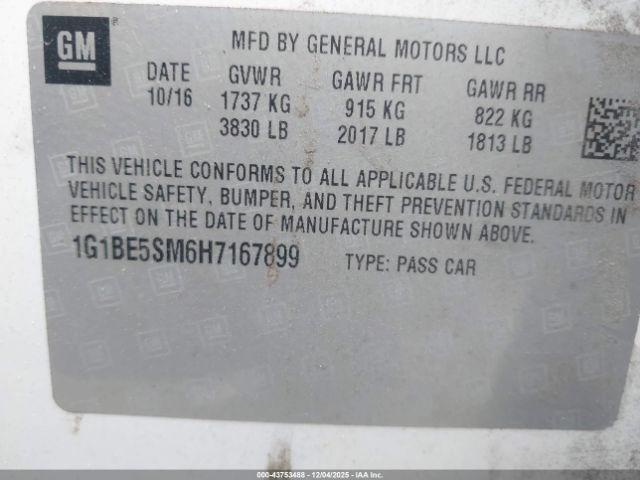 GM
MFD BY GENERAL MOTORS LLC
DATE GVWR GAWR FRT GAWR RR
10/16 1737 KG 915 KG 822 KG
3830 LB 2017 LB 1813 LB
THIS VEHICLE CONFORMS TO ALL APPLICABLE U.S. FEDERAL MOTOR
VEHICLE SAFETY, BUMPER, AND THEFT PREVENTION STANDARDS IN
EFFECT ON THE DATE OF MANUFACTURE SHOWN ABOVE.
1G1BE5SM6H7167899 TYPE: PASS CAR
© IAA 00-43753488 - 12/04/2025 - IAAI.COM ©